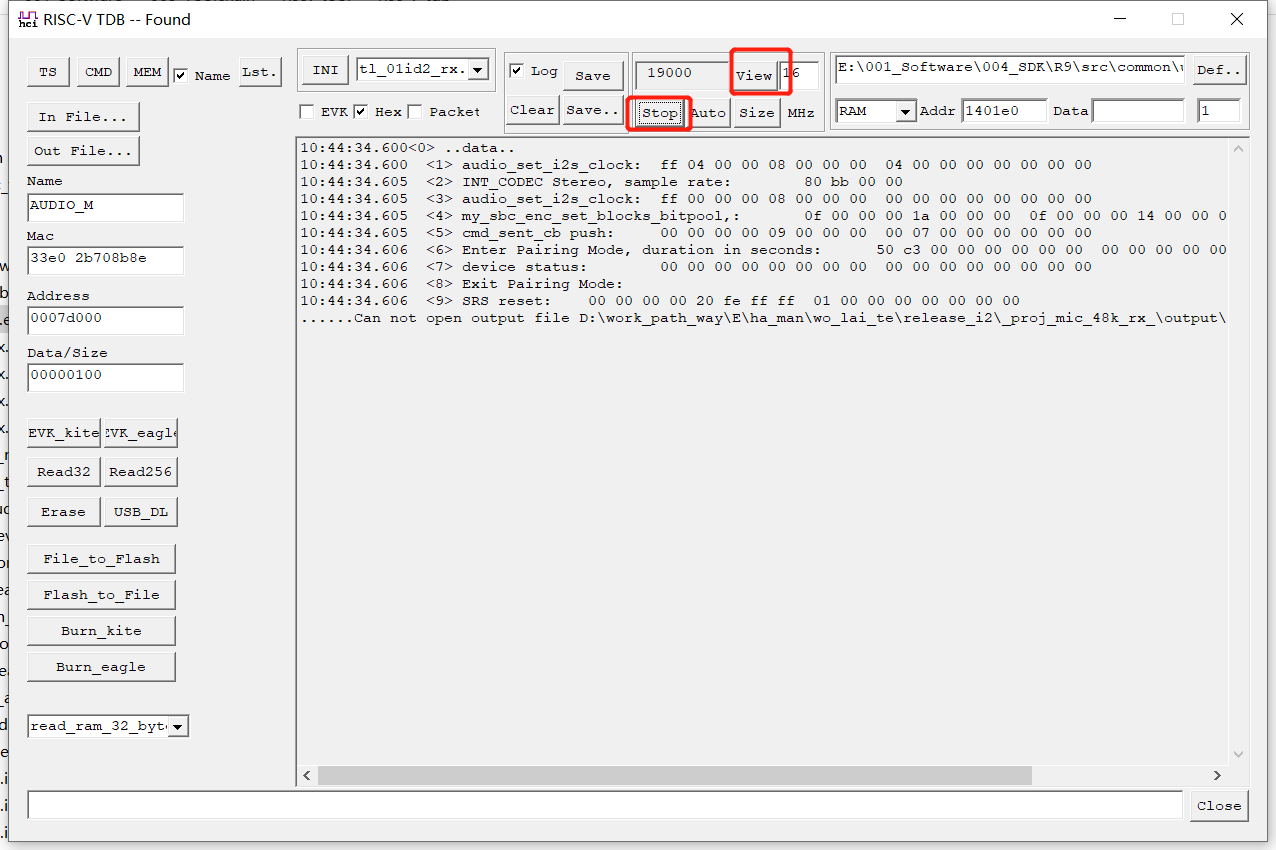 hci RISC-V TDB -- Found
TS CMD MEM Name Lst.
INI tl_01id2_rx.
Log Save
19000 View 16
E:\001_Software\004_SDK\R9\src\common\ Def..
EVK Hex Packet
Clear Save..
Stop Auto Size MHz
RAM Addr 1401e0 Data 1
In File...
Out File...
Name
AUDIO_M
Mac
33e0 2b708b8e
Address
0007d000
Data/Size
00000100
EVK_kite EVK_eagle
Read32 Read256
Erase USB_DL
File_to_Flash
Flash_to_File
Burn_kite
Burn_eagle
read_ram_32_byte
10:44:34.600<0> ..data..
10:44:34.600 <1> audio_set_i2s_clock: ff 04 00 00 08 00 00 00 04 00 00 00 00 00 00 00
10:44:34.605 <2> INT_CODEC Stereo, sample rate: 80 bb 00 00
10:44:34.605 <3> audio_set_i2s_clock: ff 00 00 00 08 00 00 00 00 00 00 00 00 00 00 00
10:44:34.605 <4> my_sbc_enc_set_blocks_bitpool,: 0f 00 00 00 1a 00 00 00 0f 00 00 00 14 00 00 0
10:44:34.605 <5> cmd_sent_cb push: 00 00 00 00 09 00 00 00 00 07 00 00 00 00 00 00
10:44:34.606 <6> Enter Pairing Mode, duration in seconds: 50 c3 00 00 00 00 00 00 00 00 00 00 00
10:44:34.606 <7> device status: 00 00 00 00 00 00 00 00 00 00 00 00 00 00 00 00
10:44:34.606 <8> Exit Pairing Mode:
10:44:34.606 <9> SRS reset: 00 00 00 00 20 fe ff ff 01 00 00 00 00 00 00 00
......Can not open output file D:\work_path_way\E\ha_man\wo_lai_te\release_i2\_proj_mic_48k_rx_\output\
Close